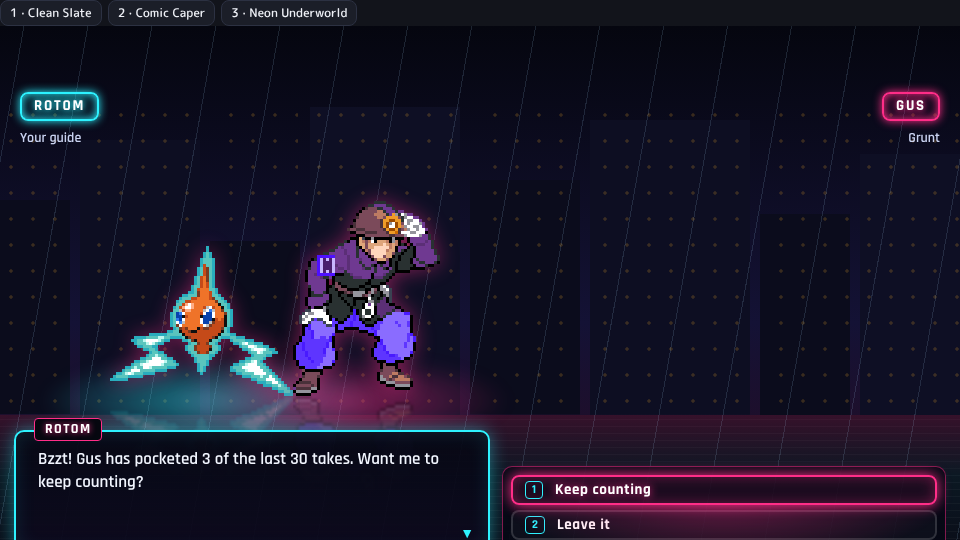 1 · Clean Slate
2 · Comic Caper
3 · Neon Underworld
ROTOM
Your guide
GUS
Grunt
ROTOM
Bzzt! Gus has pocketed 3 of the last 30 takes. Want me to
keep counting?
1 Keep counting
2 Leave it